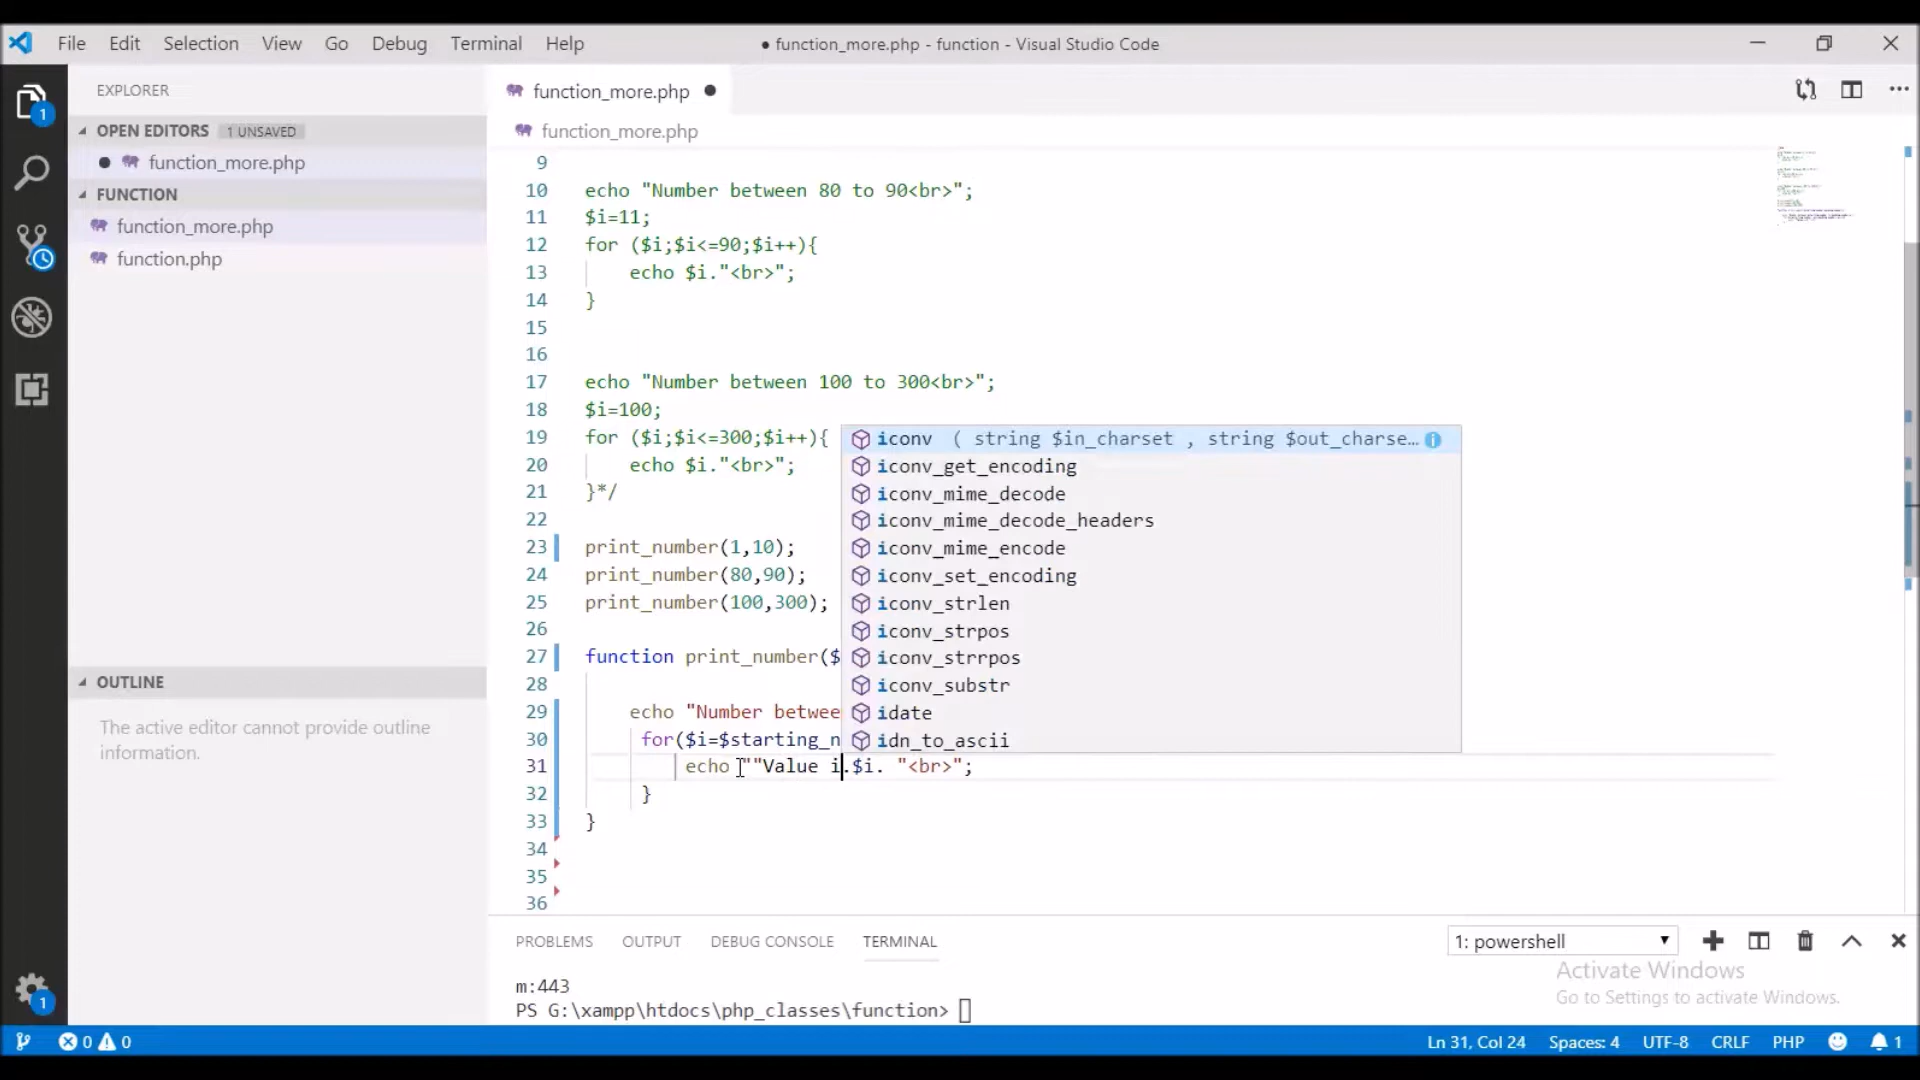 File Edit Selection View Go Debug Terminal Help
● function_more.php - function - Visual Studio Code
EXPLORER
OPEN EDITORS 1 UNSAVED
● function_more.php
FUNCTION
function_more.php
function.php
OUTLINE
The active editor cannot provide outline
information.
1
1
function_more.php ●
function_more.php
9
10 echo "Number between 80 to 90<br>";
11 $i=11;
12 for ($i;$i<=90;$i++){
13 echo $i."<br>";
14 }
15
16
17 echo "Number between 100 to 300<br>";
18 $i=100;
19 for ($i;$i<=300;$i++){
20 echo $i."<br>";
21 }*/
22
23 print_number(1,10);
24 print_number(80,90);
25 print_number(100,300);
26
27 function print_number($
28
29 echo "Number betwee
30 for($i=$starting_n
31 echo ""Value i.$i. "<br>";
32 }
33 }
34
35
36
iconv ( string $in_charset , string $out_charse…
iconv_get_encoding
iconv_mime_decode
iconv_mime_decode_headers
iconv_mime_encode
iconv_set_encoding
iconv_strlen
iconv_strpos
iconv_strrpos
iconv_substr
idate
idn_to_ascii
PROBLEMS OUTPUT DEBUG CONSOLE TERMINAL
1: powershell
m:443
PS G:\xampp\htdocs\php_classes\function>
Activate Windows
Go to Settings to activate Windows.
0 0
Ln 31, Col 24 Spaces: 4 UTF-8 CRLF PHP 1